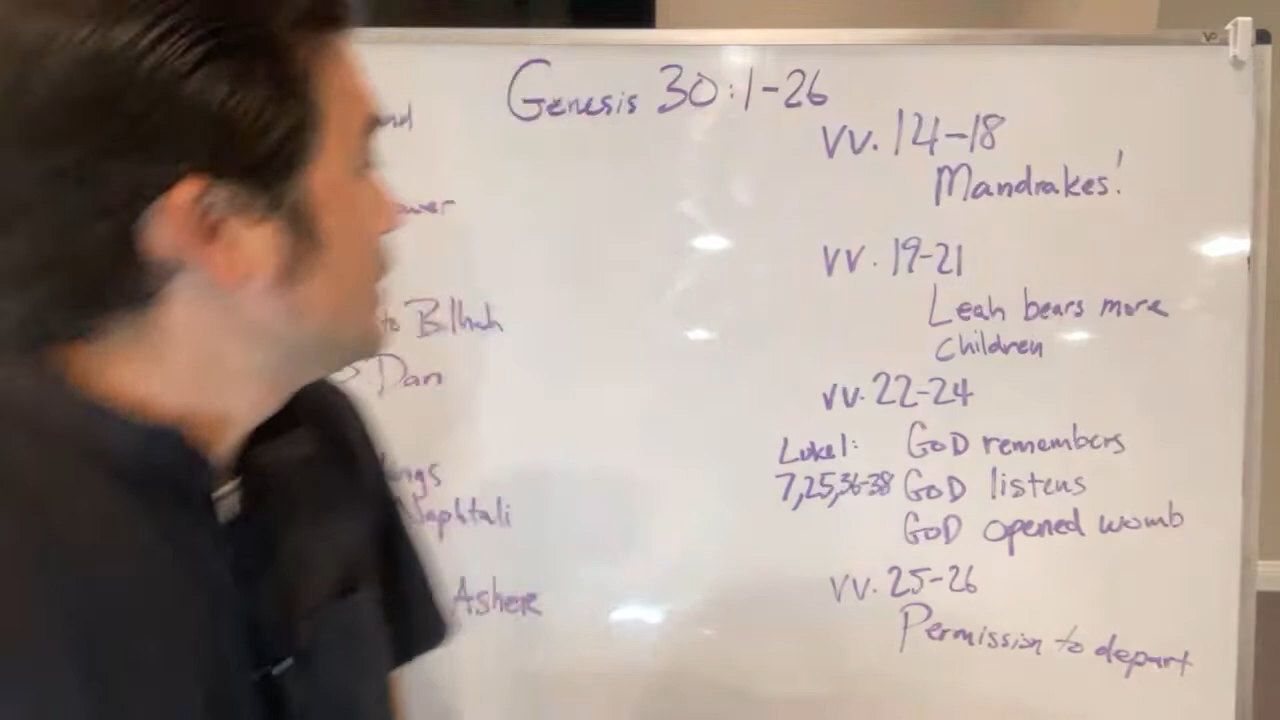 Genesis 30:1-26
to Bilhah
Dan
Naphtali
Asher
vv. 14-18
Mandrakes!
vv. 19-21
Leah bears more
children
vv. 22-24
Luke 1: GOD remembers
7,25,36-38 GOD listens
GOD opened womb
vv. 25-26
Permission to depart